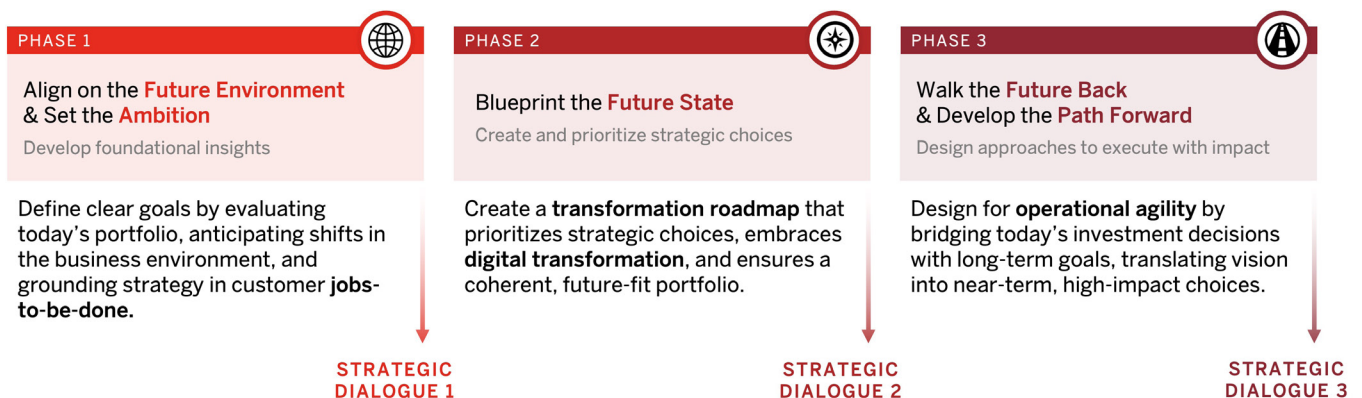 PHASE 1
Align on the Future Environment
& Set the Ambition
Develop foundational insights
Define clear goals by evaluating
today's portfolio, anticipating shifts in
the business environment, and
grounding strategy in customer jobs-
to-be-done.
STRATEGIC
DIALOGUE 1
PHASE 2
Blueprint the Future State
Create and prioritize strategic choices
Create a transformation roadmap that
prioritizes strategic choices, embraces
digital transformation, and ensures a
coherent, future-fit portfolio.
STRATEGIC
DIALOGUE 2
PHASE 3
Walk the Future Back
& Develop the Path Forward
Design approaches to execute with impact
Design for operational agility by
bridging today's investment decisions
with long-term goals, translating vision
into near-term, high-impact choices.
STRATEGIC
DIALOGUE 3